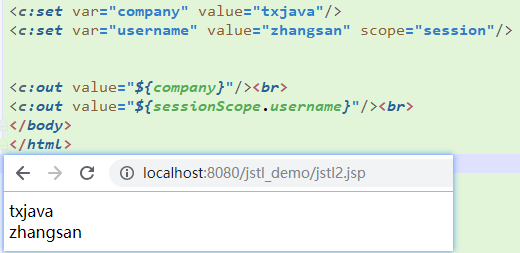 <c:set var="company" value="txjava"/>
<c:set var="username" value="zhangsan" scope="session"/>
<c:out value="${company}"/><br>
<c:out value="${sessionScope.username}"/><br>
</body>
</html>
localhost:8080/jstl_demo/jstl2.jsp
txjava
zhangsan